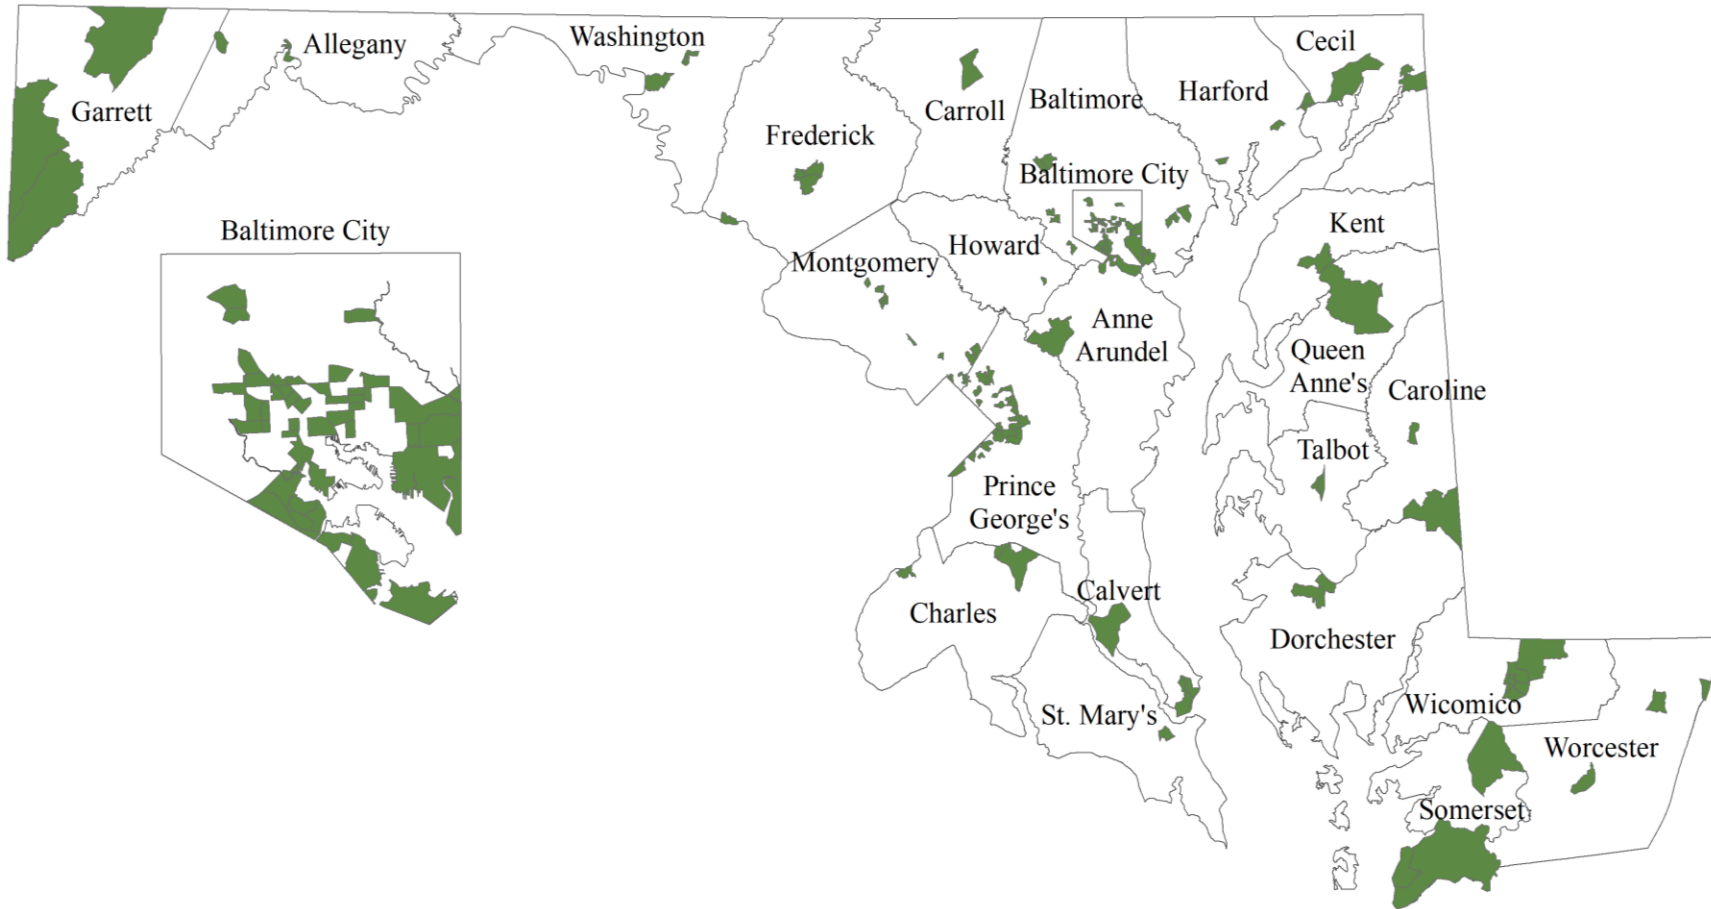 Garrett
Allegany
Washington
Frederick
Carroll
Baltimore
Harford
Cecil
Baltimore City
Baltimore City
Montgomery
Howard
Kent
Anne
Arundel
Queen
Anne's
Caroline
Talbot
Prince
George's
Charles
Calvert
Dorchester
St. Mary's
Wicomico
Worcester
Somerset